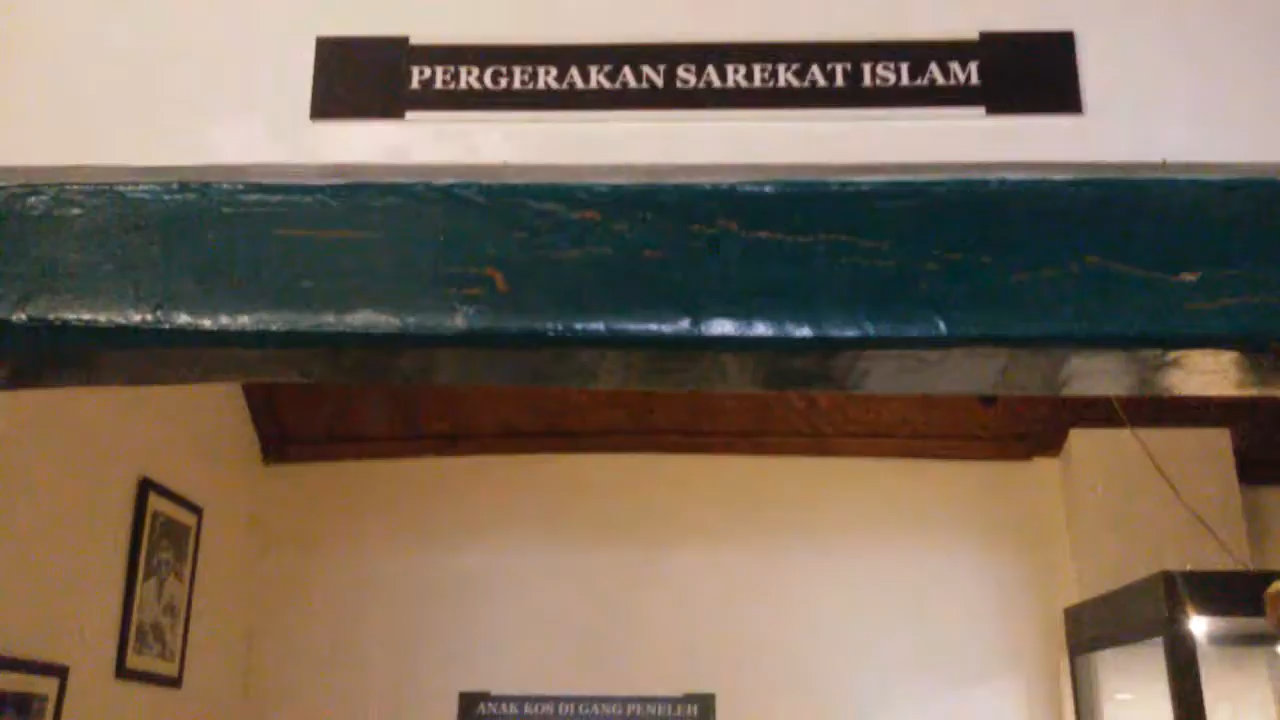 PERGERAKAN SAREKAT ISLAM
ANAK KOS DI GANG PENELEH